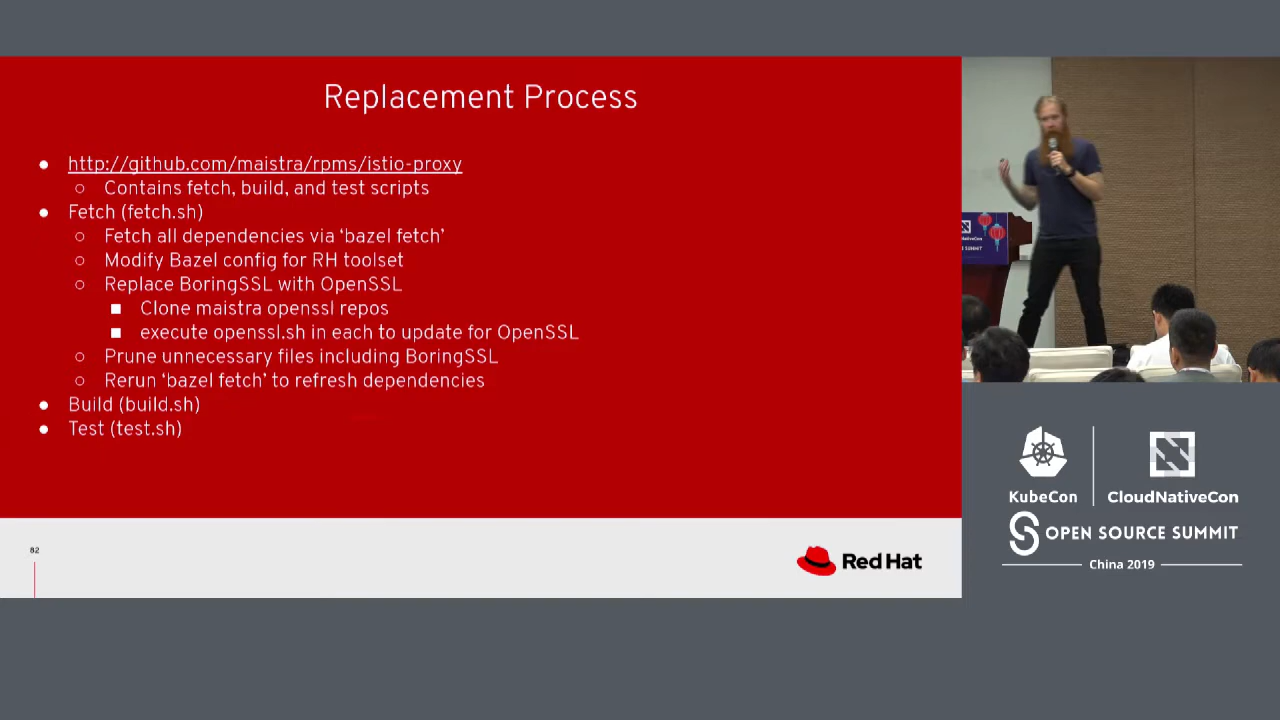 Replacement Process
● http://github.com/maistra/rpms/istio-proxy
○ Contains fetch, build, and test scripts
● Fetch (fetch.sh)
○ Fetch all dependencies via ‘bazel fetch’
○ Modify Bazel config for RH toolset
○ Replace BoringSSL with OpenSSL
■ Clone maistra openssl repos
■ execute openssl.sh in each to update for OpenSSL
○ Prune unnecessary files including BoringSSL
○ Rerun ‘bazel fetch’ to refresh dependencies
● Build (build.sh)
● Test (test.sh)
82
Red Hat
KubeCon
CloudNativeCon
OPEN SOURCE SUMMIT
China 2019